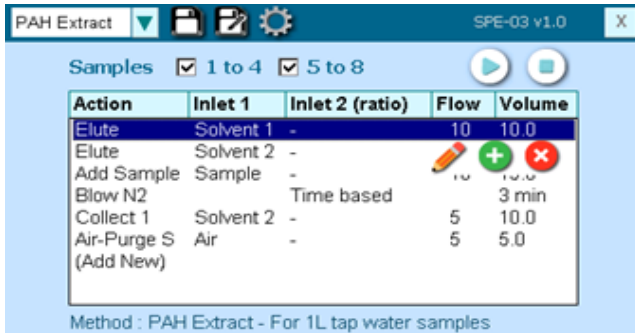 PAH Extract SPE-03 v1.0 X
Samples 1 to 4 5 to 8
Action Inlet 1 Inlet 2 (ratio) Flow Volume
Elute Solvent 1 - 10 10.0
Elute Solvent 2 -
Add Sample Sample -
Blow N2 Time based 3 min
Collect 1 Solvent 2 - 5 10.0
Air-Purge S Air - 5 5.0
(Add New)
Method : PAH Extract - For 1L tap water samples